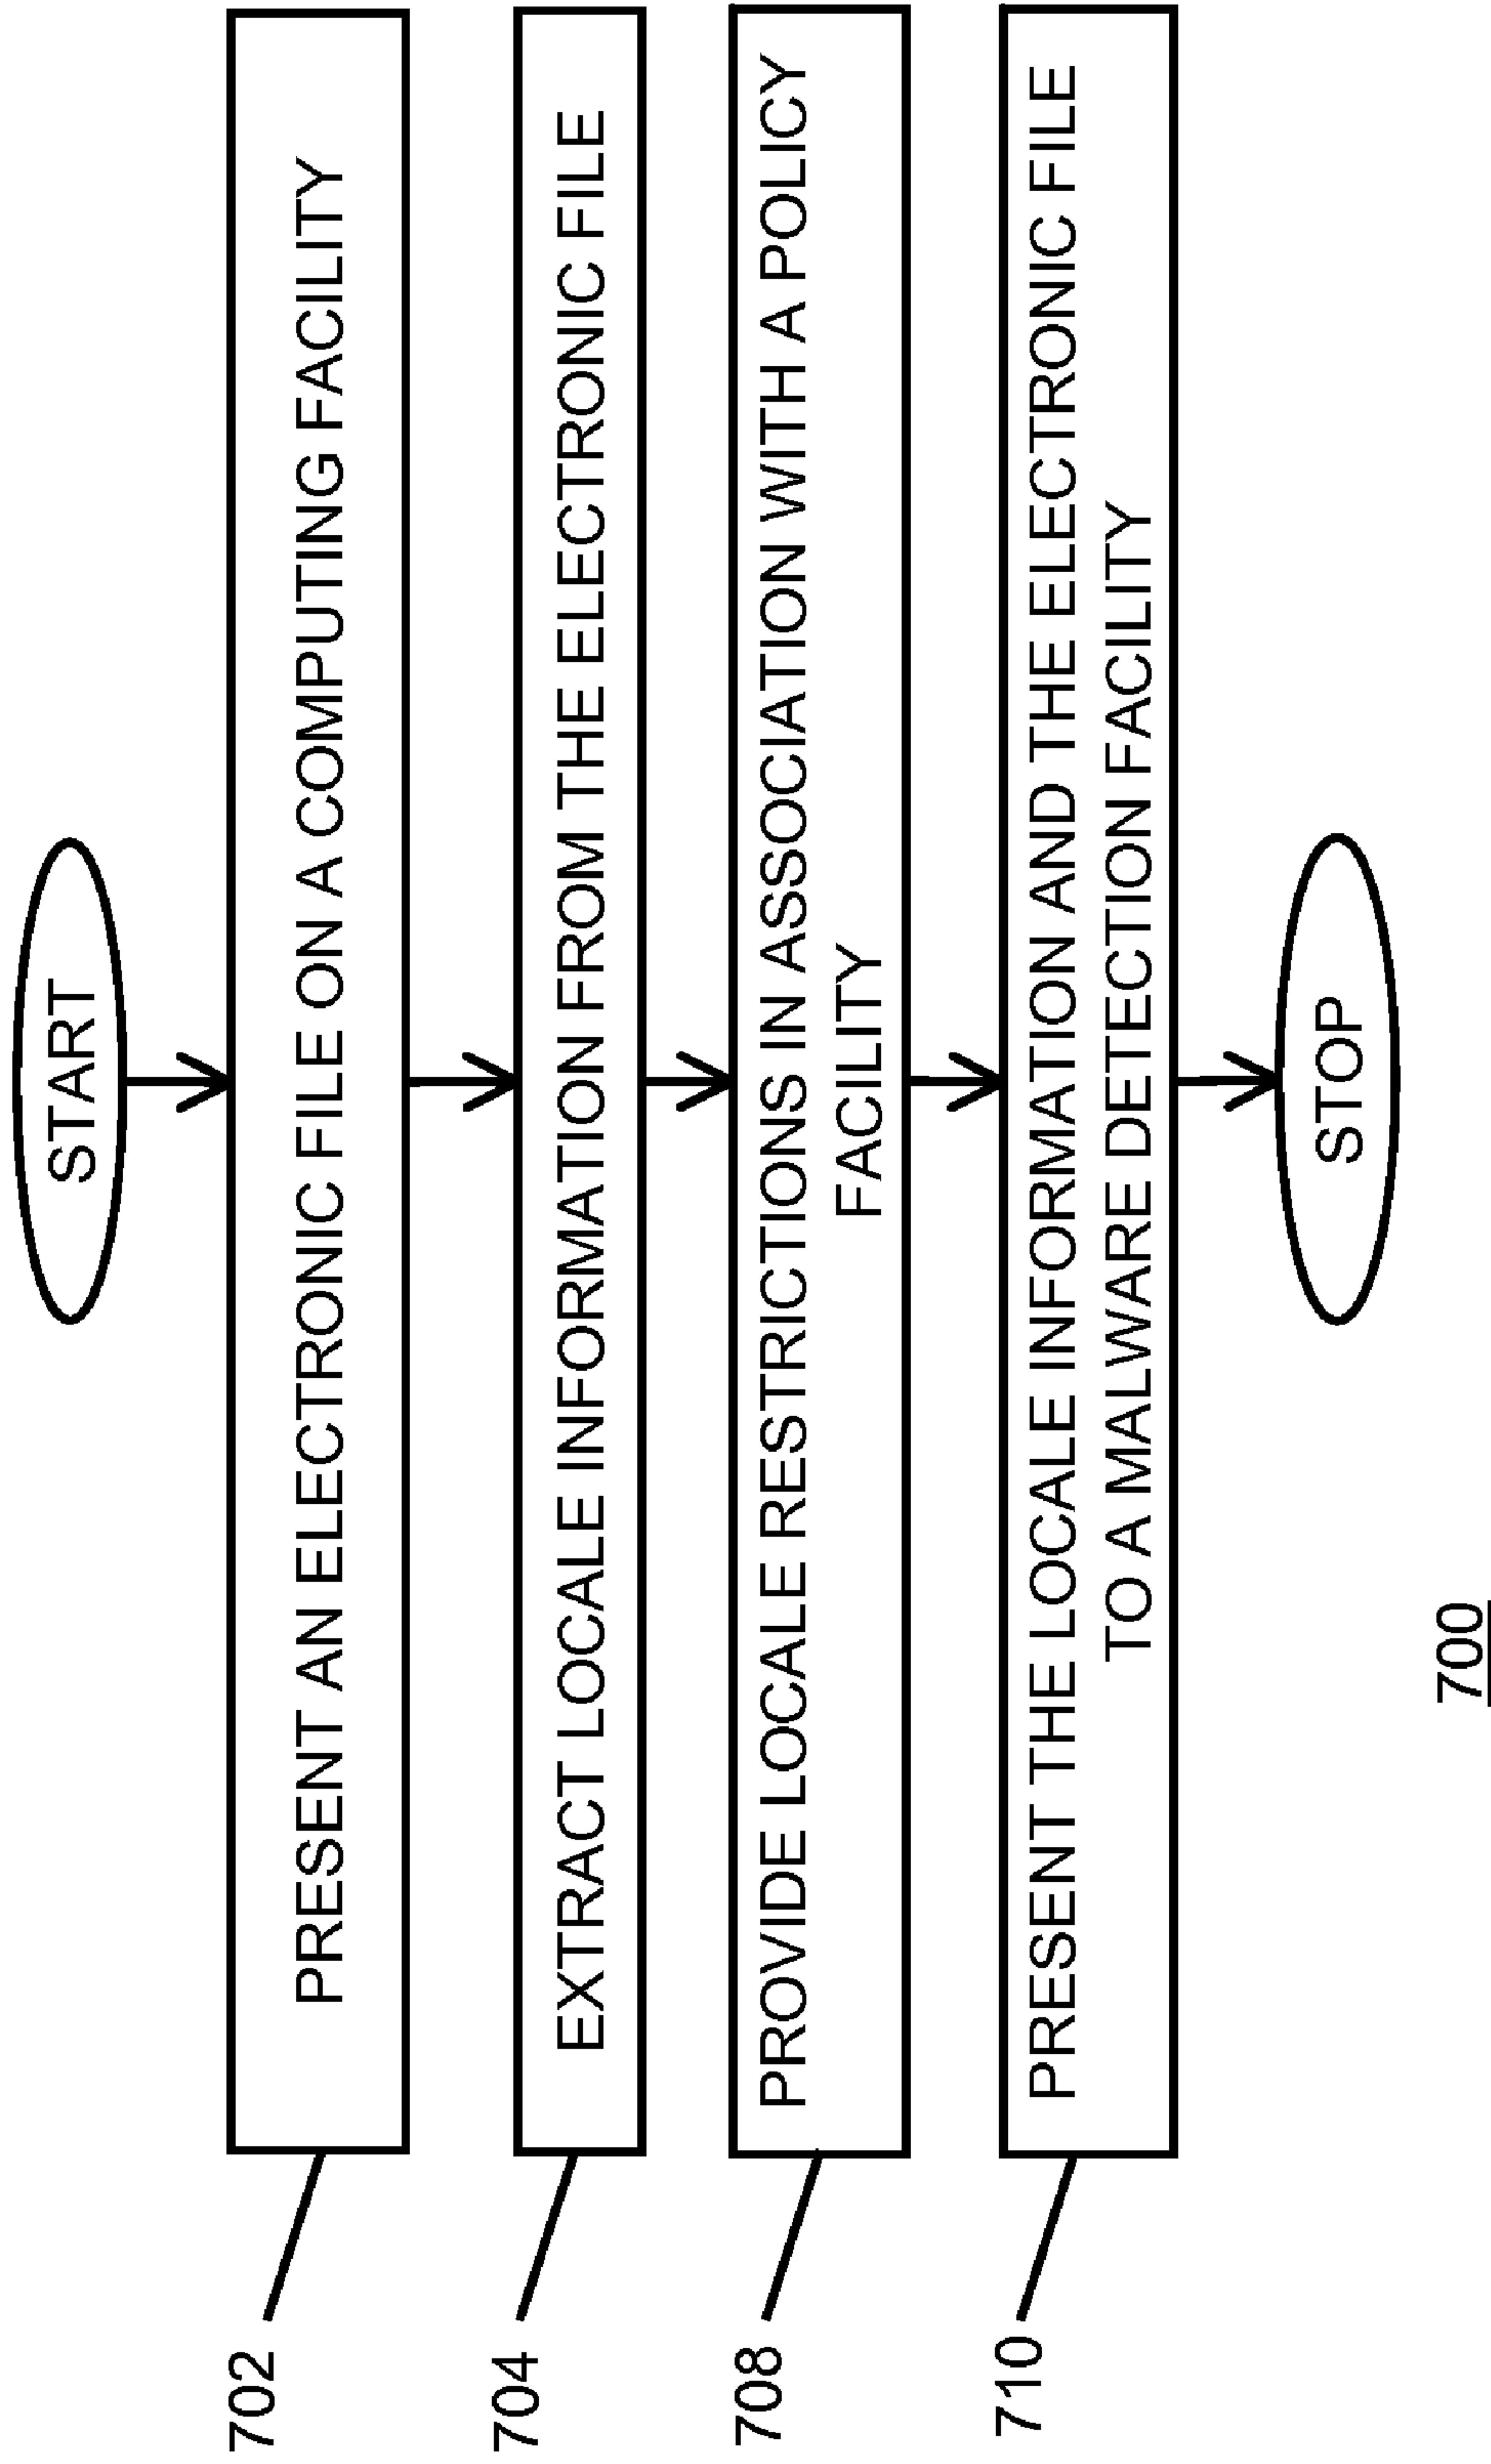 START
702
PRESENT AN ELECTRONIC FILE ON A COMPUTING FACILITY
704
EXTRACT LOCALE INFORMATION FROM THE ELECTRONIC FILE
708
PROVIDE LOCALE RESTRICTIONS IN ASSOCIATION WITH A POLICY
FACILITY
710
PRESENT THE LOCALE INFORMATION AND THE ELECTRONIC FILE
TO A MALWARE DETECTION FACILITY
STOP
700